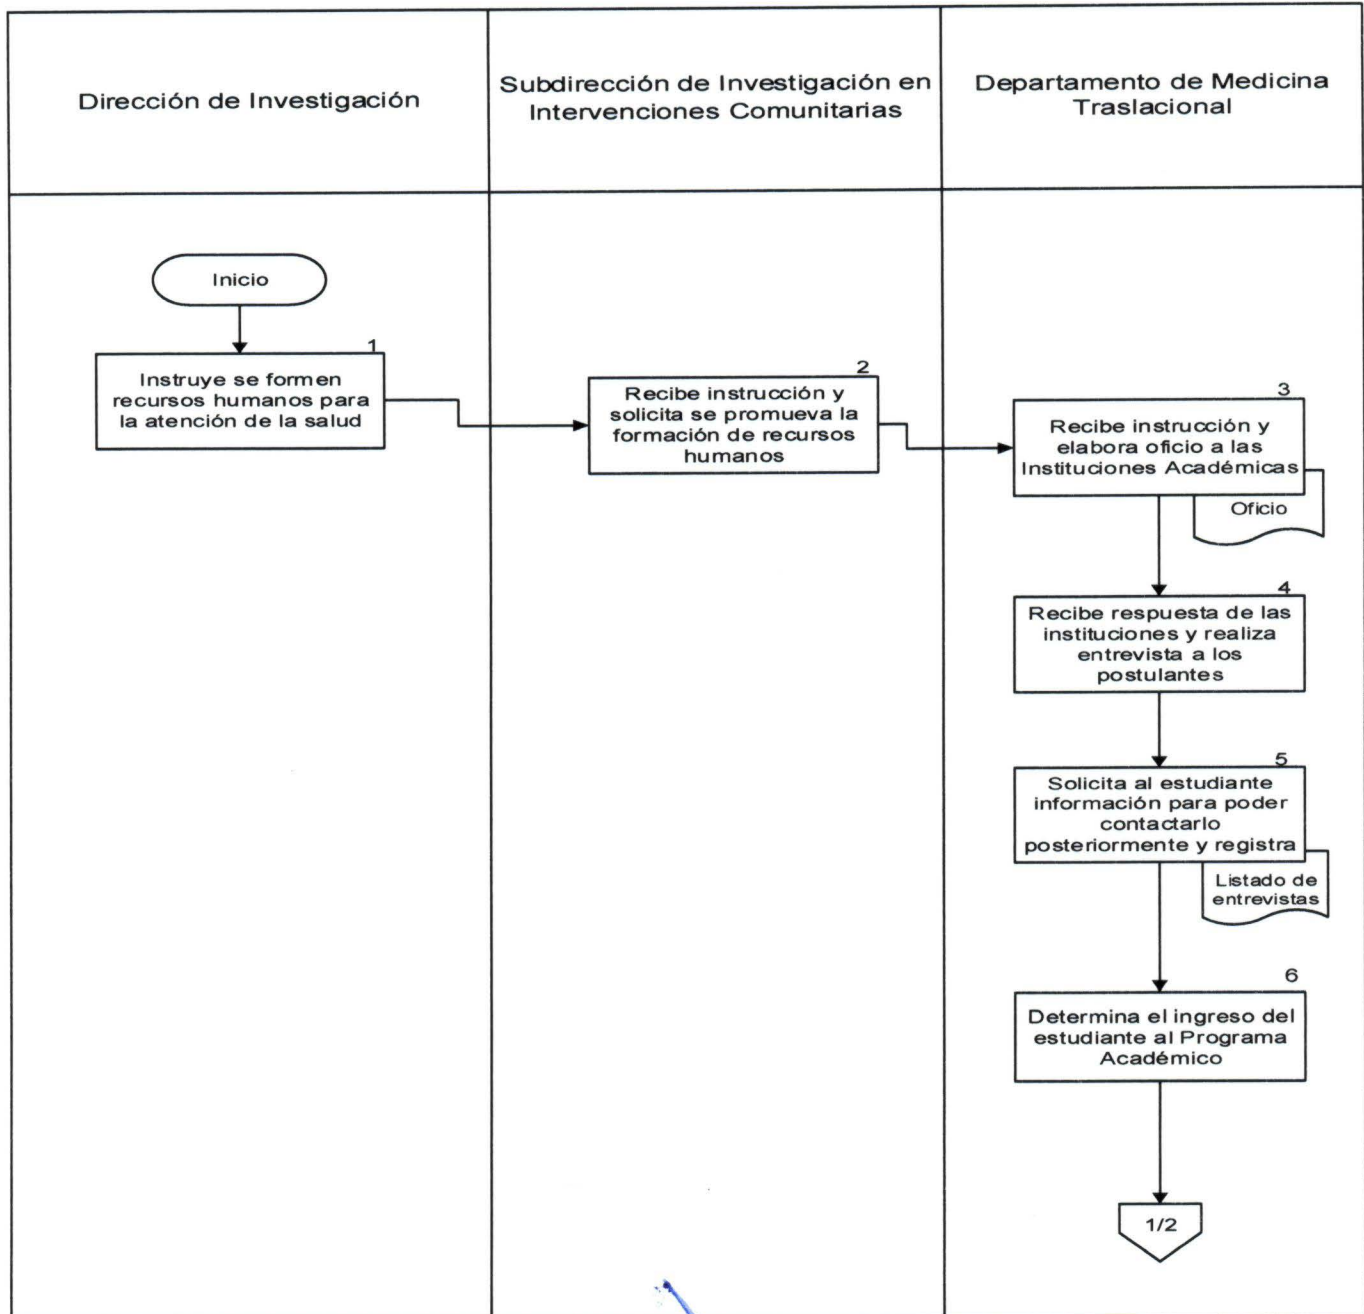 Dirección de Investigación
Subdirección de Investigación en
Intervenciones Comunitarias
Departamento de Medicina
Traslacional
Inicio
1
Instruye se formen
recursos humanos para
la atención de la salud
2
Recibe instrucción y
solicita se promueva la
formación de recursos
humanos
3
Recibe instrucción y
elabora oficio a las
Instituciones Académicas
Oficio
4
Recibe respuesta de las
instituciones y realiza
entrevista a los
postulantes
5
Solicita al estudiante
información para poder
contactarlo
posteriormente y registra
Listado de
entrevistas
6
Determina el ingreso del
estudiante al Programa
Académico
1/2